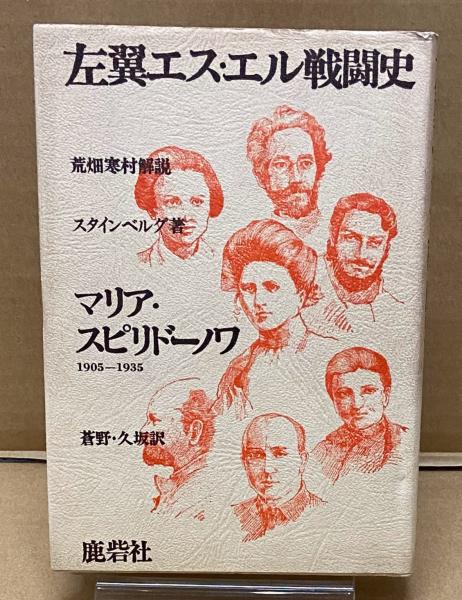 左翼エス・エル戦闘史
荒畑寒村解説
スタインベルグ著
マリア・
スピリドーノワ
1905―1935
蒼野・久坂訳
鹿砦社